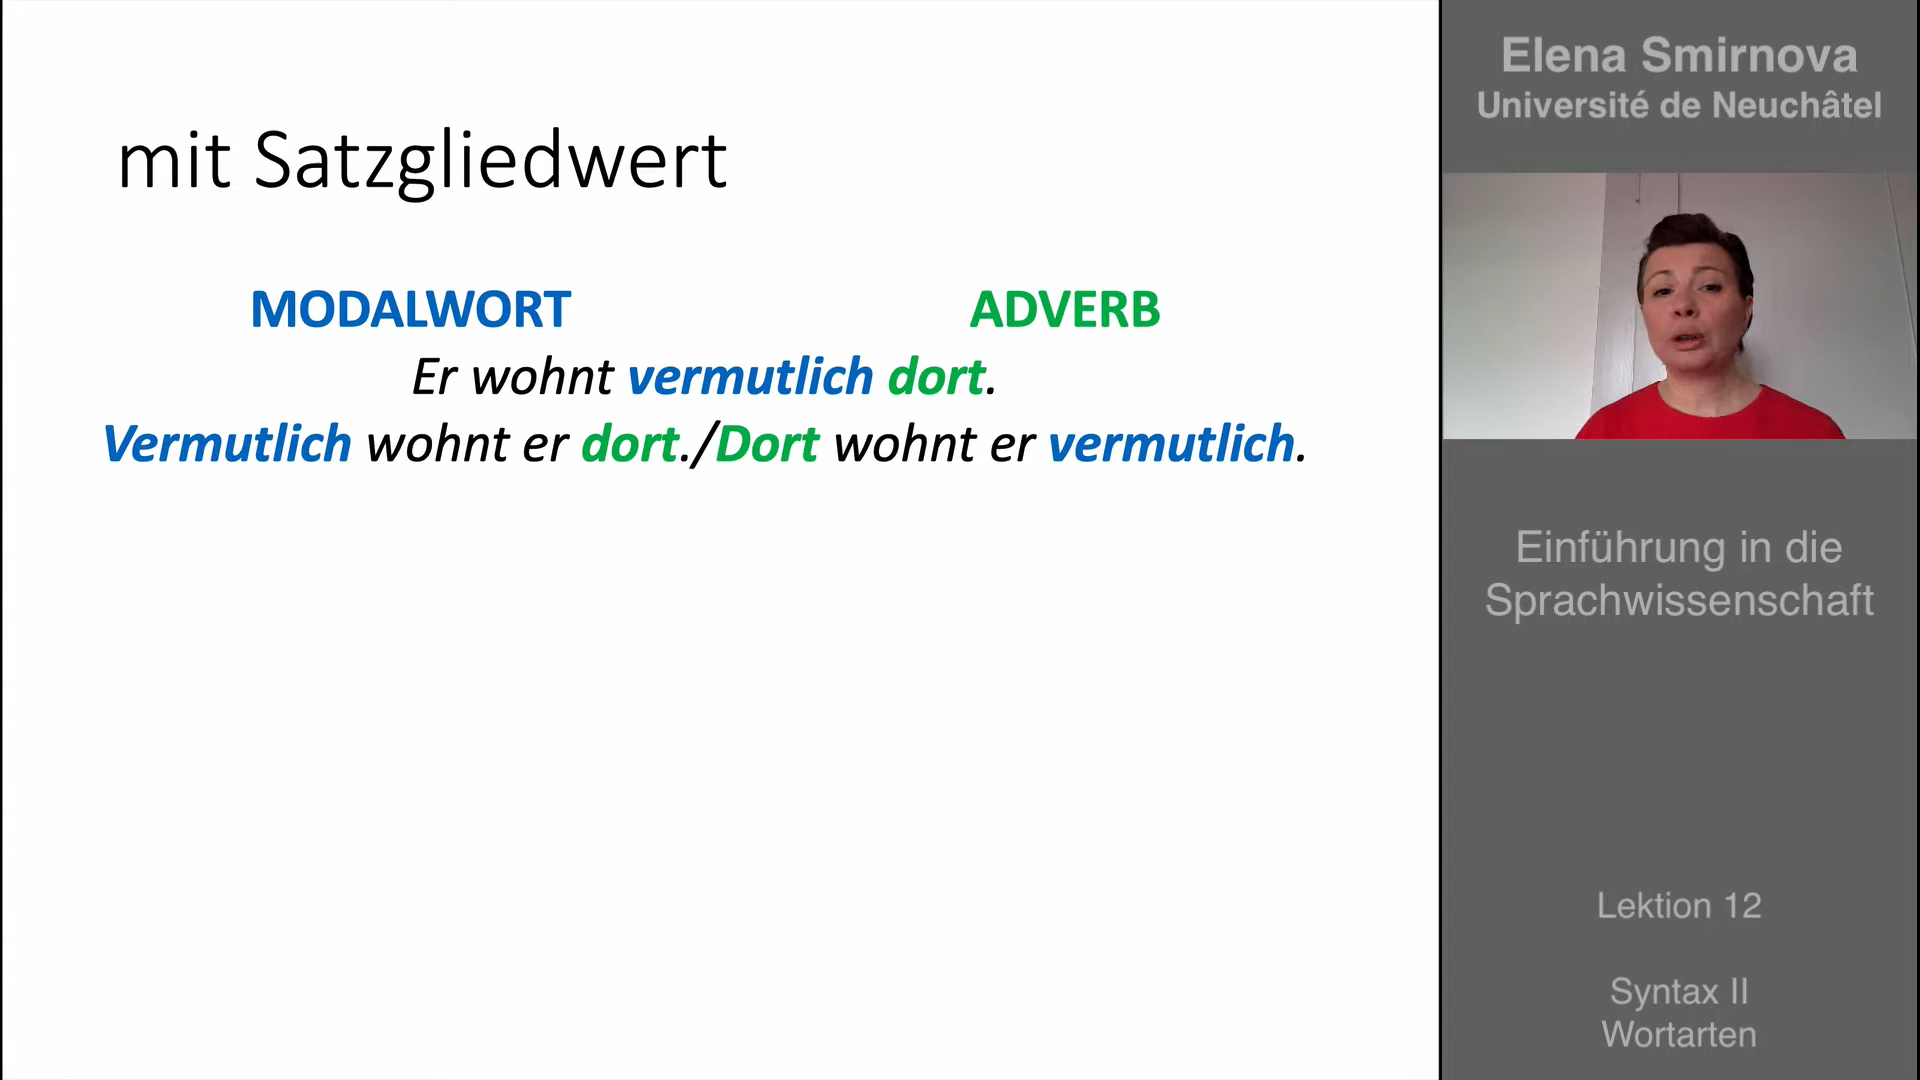 mit Satzgliedwert
MODALWORT ADVERB
Er wohnt vermutlich dort.
Vermutlich wohnt er dort./Dort wohnt er vermutlich.
Elena Smirnova
Université de Neuchâtel
Einführung in die
Sprachwissenschaft
Lektion 12
Syntax II
Wortarten